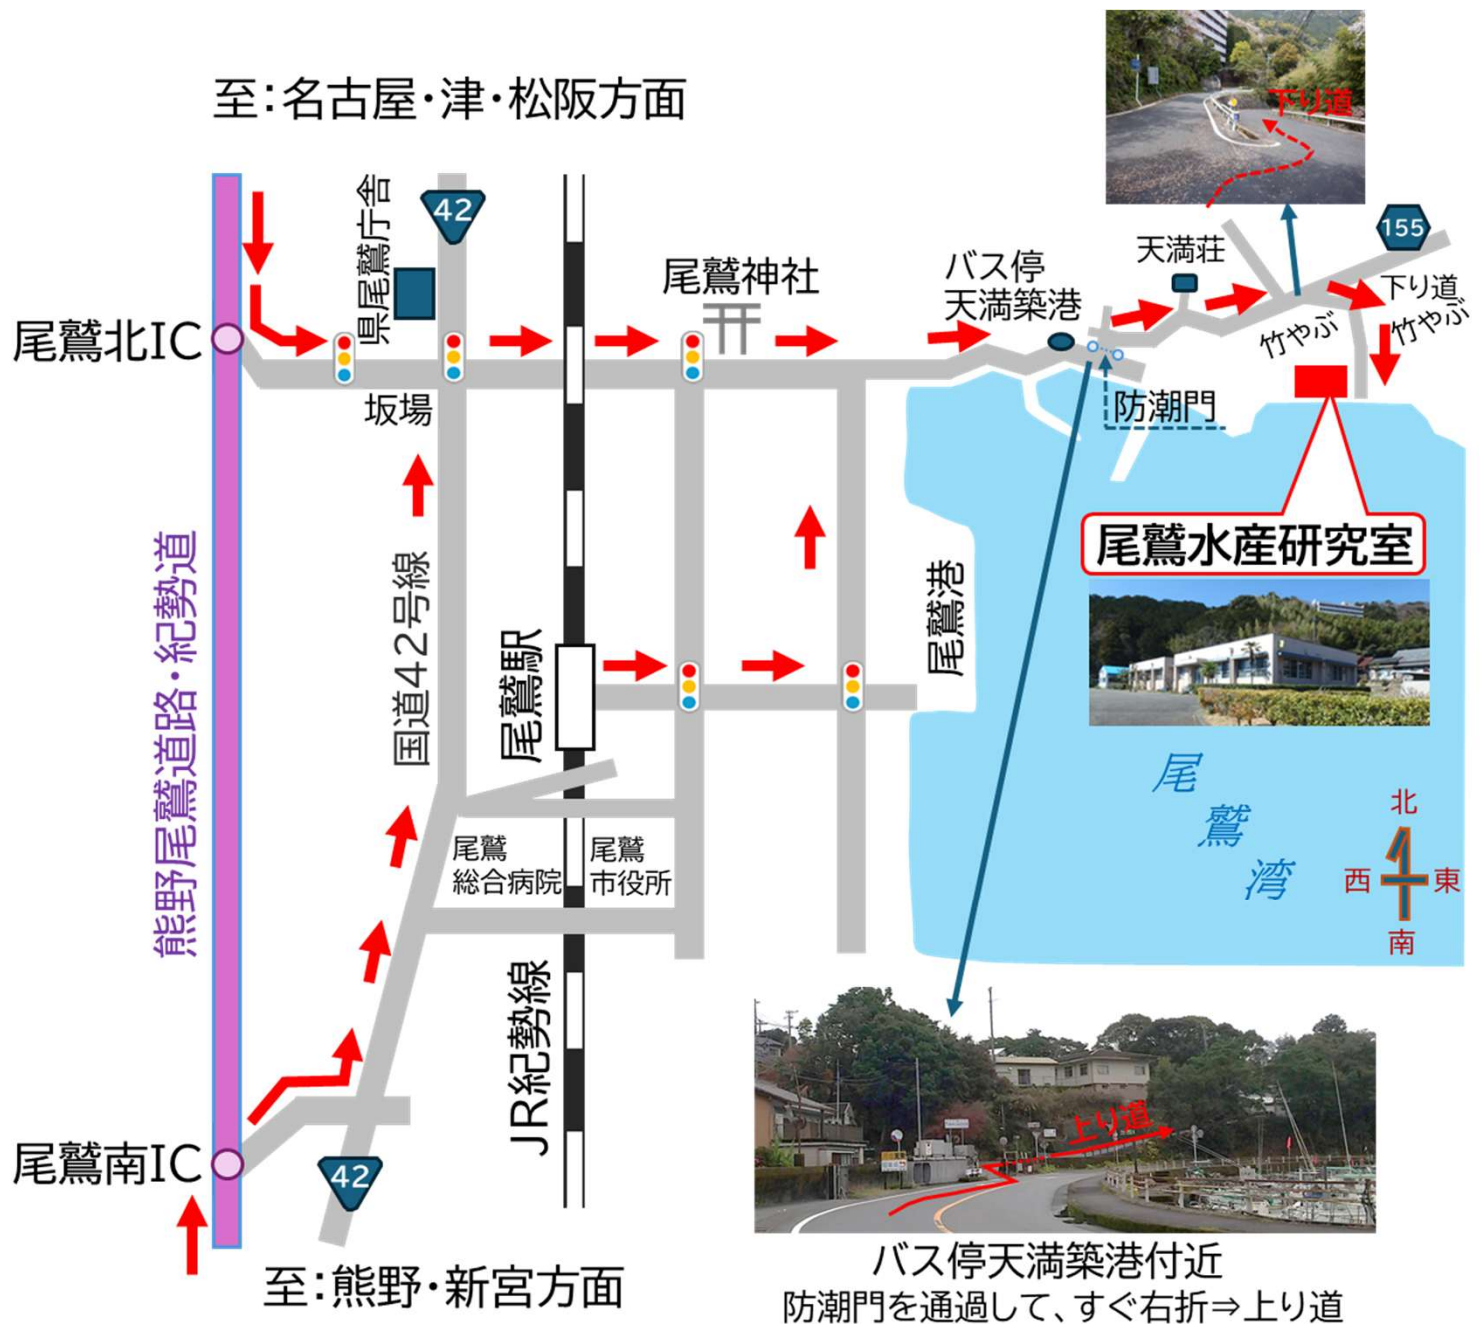 至：名古屋・津・松阪方面
下り道
県尾鷲庁舎
42
155
尾鷲神社
バス停
天満築港
天満荘
下り道
竹やぶ
竹やぶ
尾鷲北IC
坂場
防潮門
尾鷲水産研究室
熊野尾鷲道路・紀勢道
国道42号線
尾鷲駅
尾鷲港
尾鷲
総合病院
尾鷲
市役所
尾鷲湾
北
西
東
南
JR紀勢線
尾鷲南IC
42
上り道
至：熊野・新宮方面
バス停天満築港付近
防潮門を通過して、すぐ右折⇒上り道